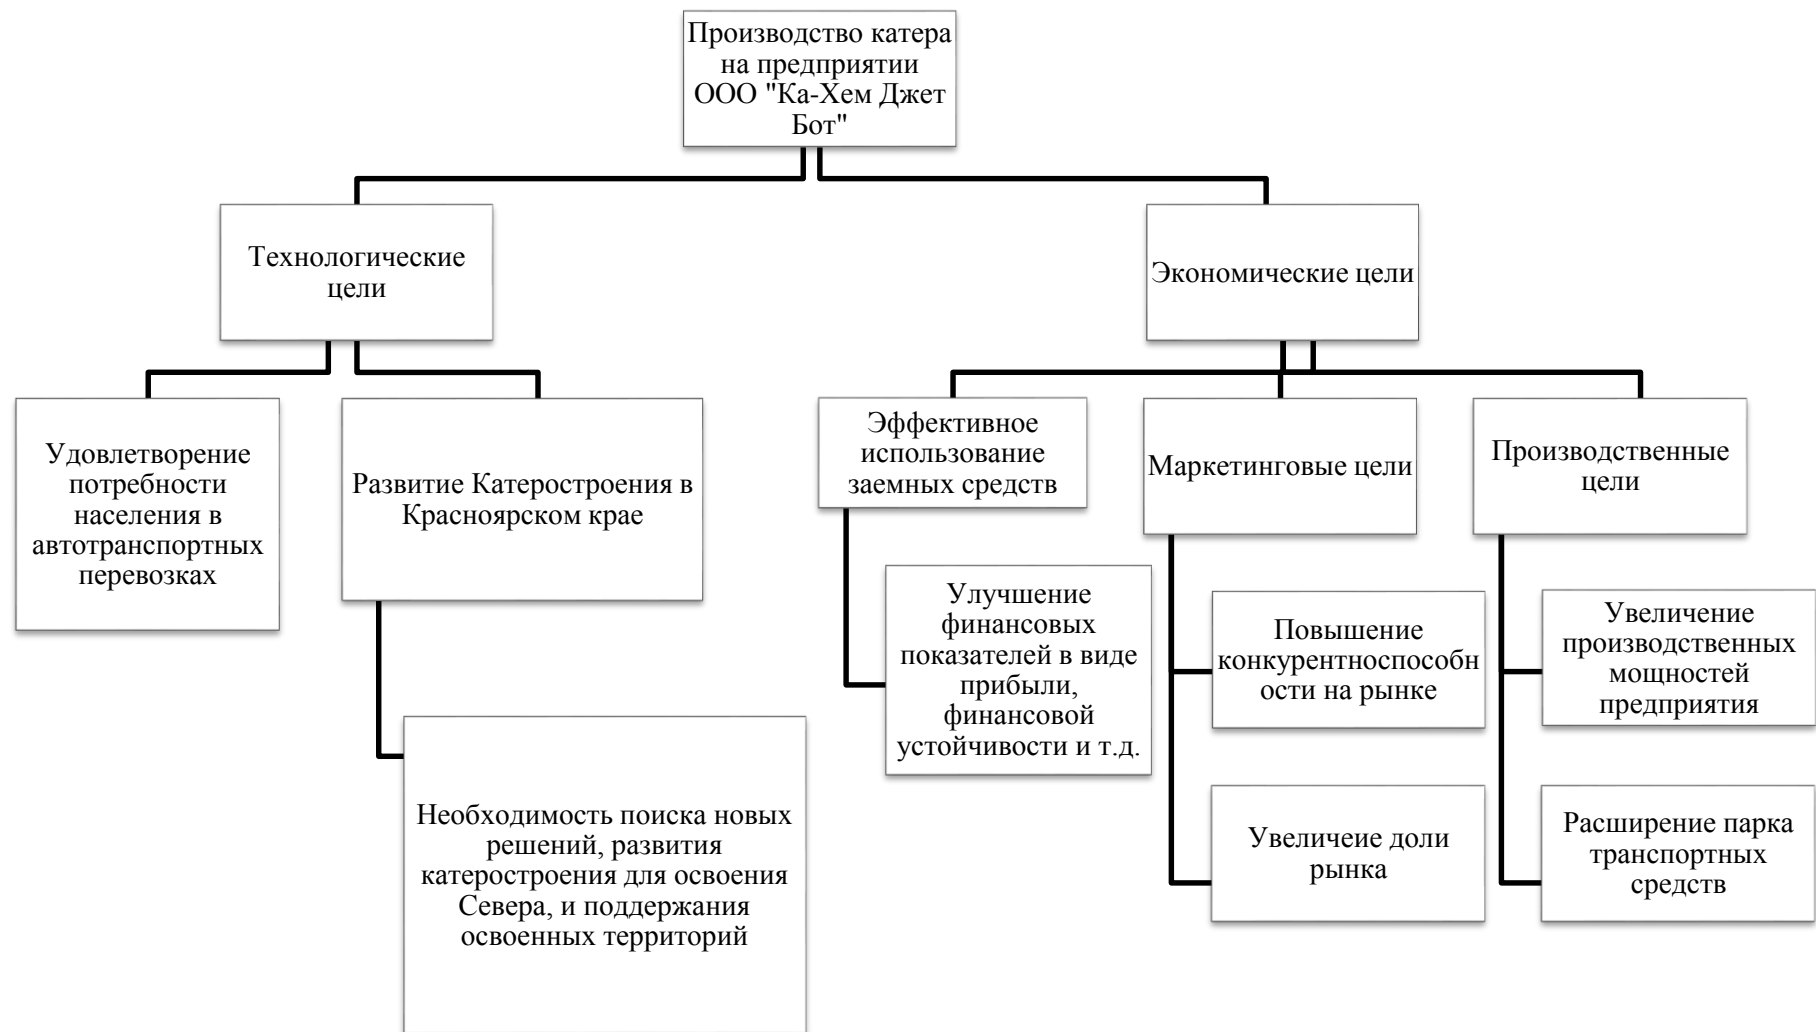 Производство катера
на предприятии
ООО "Ка-Хем Джет
Бот"
Технологические
цели
Экономические цели
Удовлетворение
потребности
населения в
автотранспортных
перевозках
Развитие Катеростроения в
Красноярском крае
Эффективное
использование
заемных средств
Маркетинговые цели
Производственные
цели
Необходимость поиска новых
решений, развития
катеростроения для освоения
Севера, и поддержания
освоенных территорий
Улучшение
финансовых
показателей в виде
прибыли,
финансовой
устойчивости и т.д.
Повышение
конкурентноспособн
ости на рынке
Увеличеие доли
рынка
Увеличение
производственных
мощностей
предприятия
Расширение парка
транспортных
средств